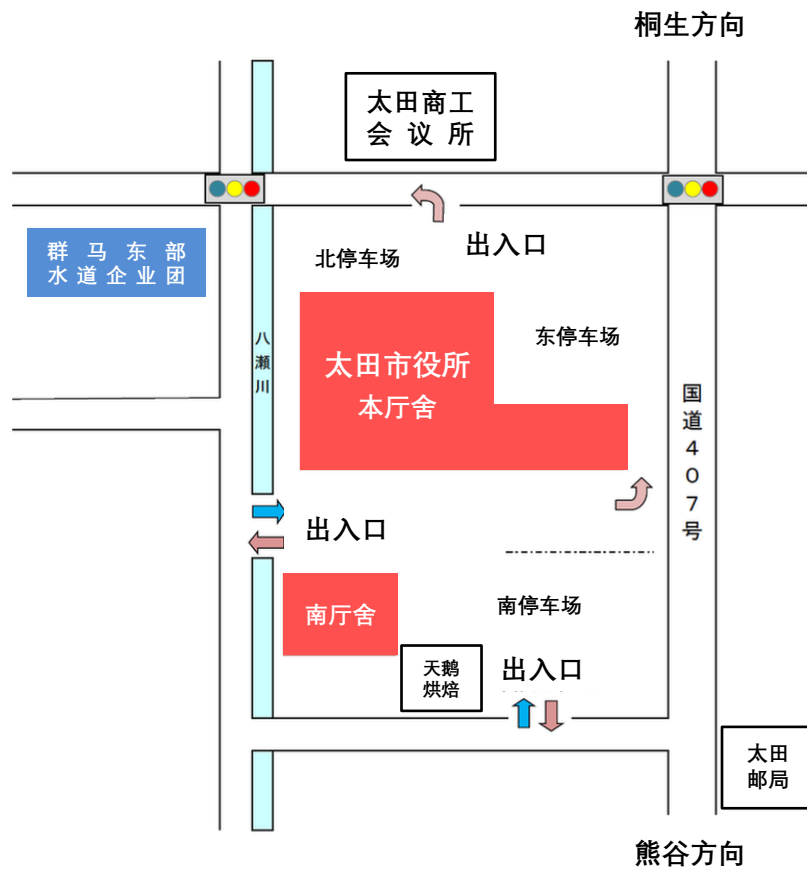 桐生方向
太田商工
会议所
群马东部
水道企业团
出入口
北停车场
东停车场
八瀬川
太田市役所
本厅舍
国道407号
出入口
南厅舍
南停车场
天鹅
烘焙
出入口
太田
邮局
熊谷方向